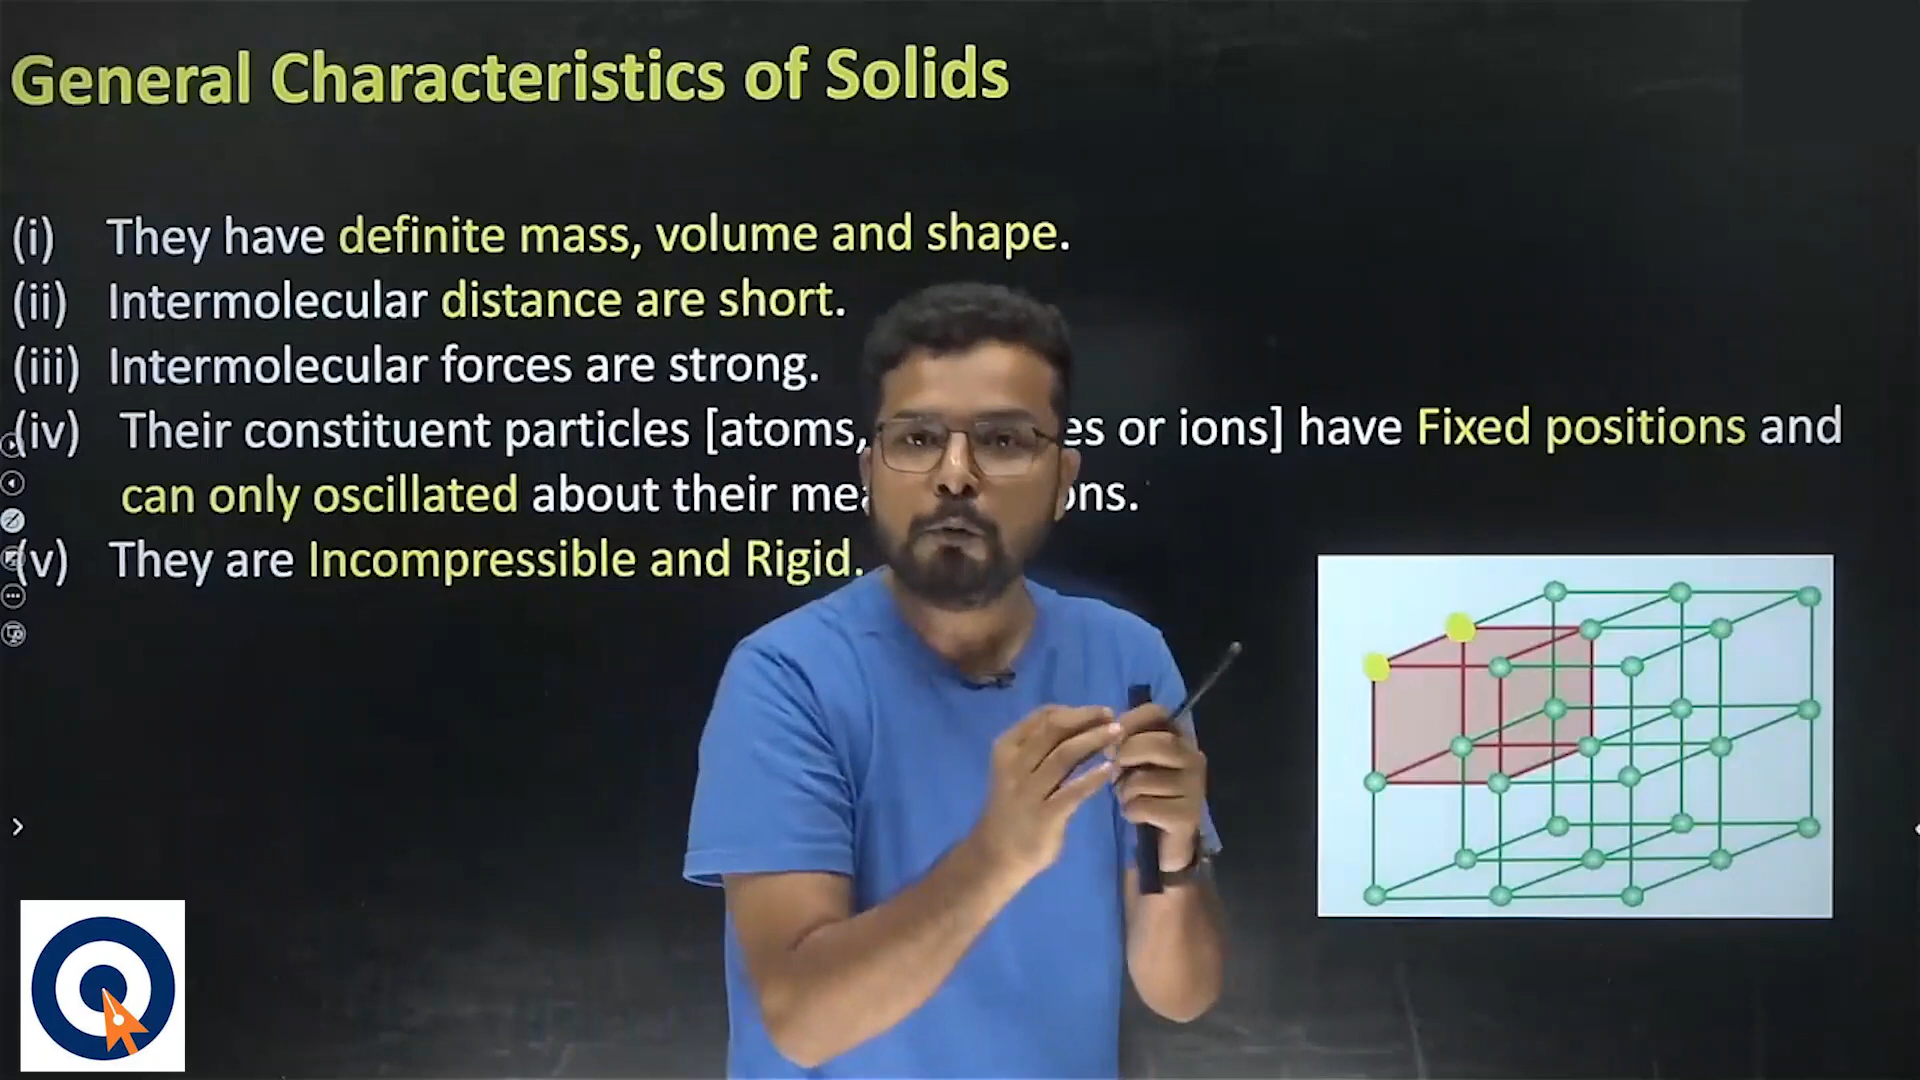 General Characteristics of Solids
(i) They have definite mass, volume and shape.
(ii) Intermolecular distance are short.
(iii) Intermolecular forces are strong.
(iv) Their constituent particles [atoms, es or ions] have Fixed positions and
can only oscillated about their mea ons.
(v) They are Incompressible and Rigid.